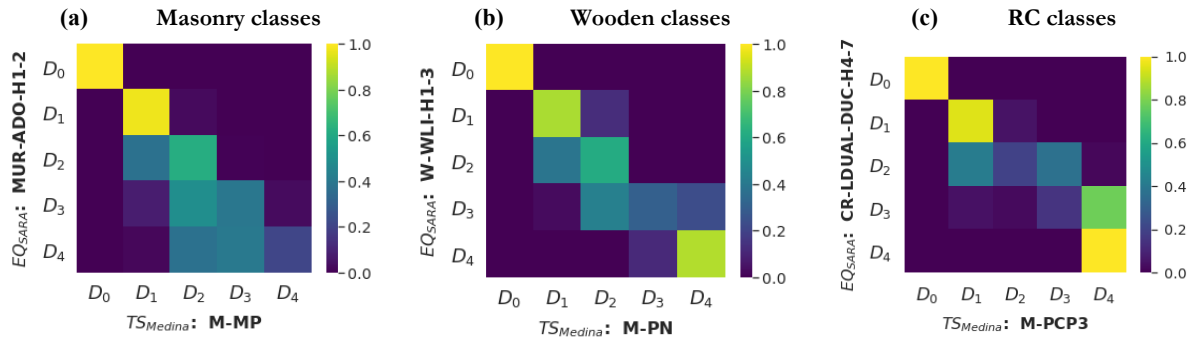 (a) Masonry classes
1.0
0.8
0.6
0.4
0.2
0.0
D0
D1
D2
D3
D4
EQSARA: MUR-ADO-H1-2
D0 D1 D2 D3 D4
TSMedina: M-MP
(b) Wooden classes
1.0
0.8
0.6
0.4
0.2
0.0
D0
D1
D2
D3
D4
EQSARA: W-WLI-H1-3
D0 D1 D2 D3 D4
TSMedina: M-PN
(c) RC classes
1.0
0.8
0.6
0.4
0.2
0.0
D0
D1
D2
D3
D4
EQSARA: CR-LDUAL-DUC-H4-7
D0 D1 D2 D3 D4
TSMedina: M-PCP3